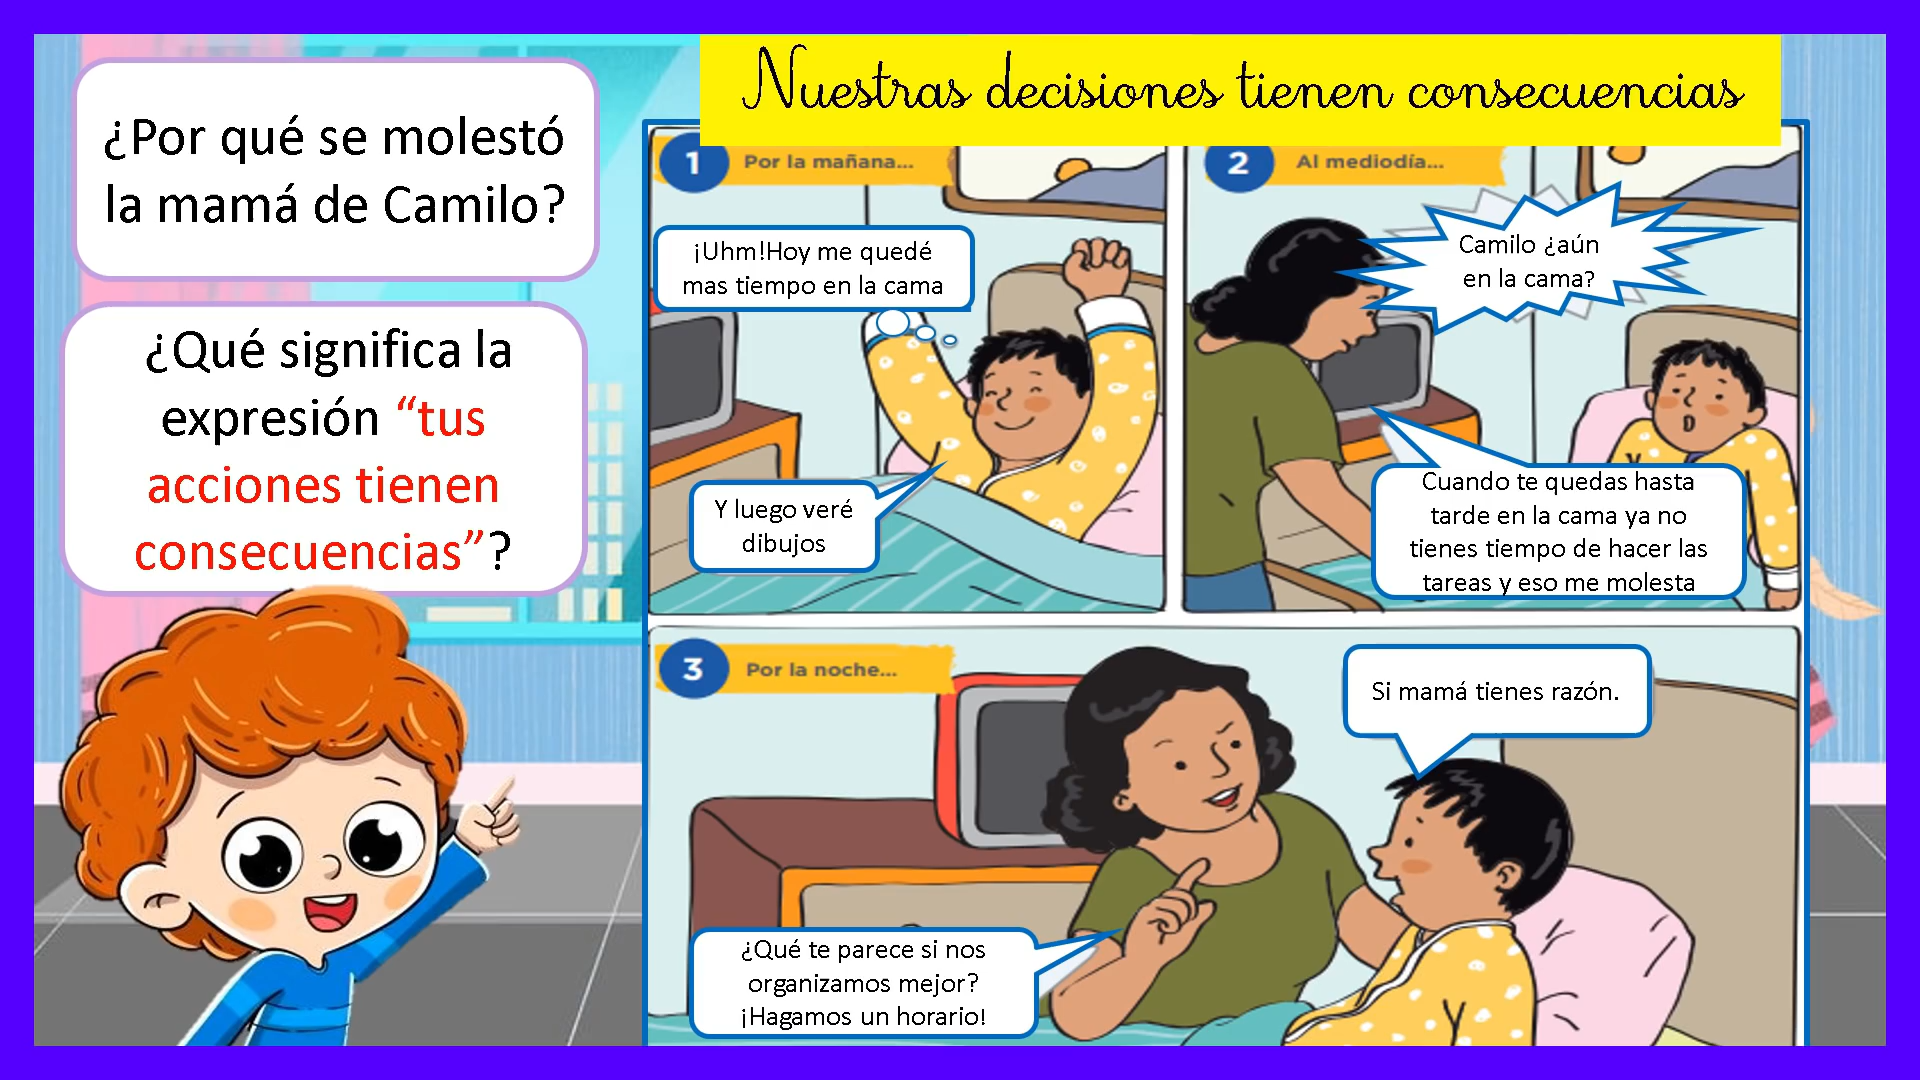 Nuestras decisiones tienen consecuencias
¿Por qué se molestó
la mamá de Camilo?
¿Qué significa la
expresión “tus
acciones tienen
consecuencias”?
1 Por la mañana...
¡Uhm!Hoy me quedé
mas tiempo en la cama
Y luego veré
dibujos
2 Al mediodía...
Camilo ¿aún
en la cama?
Cuando te quedas hasta
tarde en la cama ya no
tienes tiempo de hacer las
tareas y eso me molesta
3 Por la noche...
¿Qué te parece si nos
organizamos mejor?
¡Hagamos un horario!
Si mamá tienes razón.